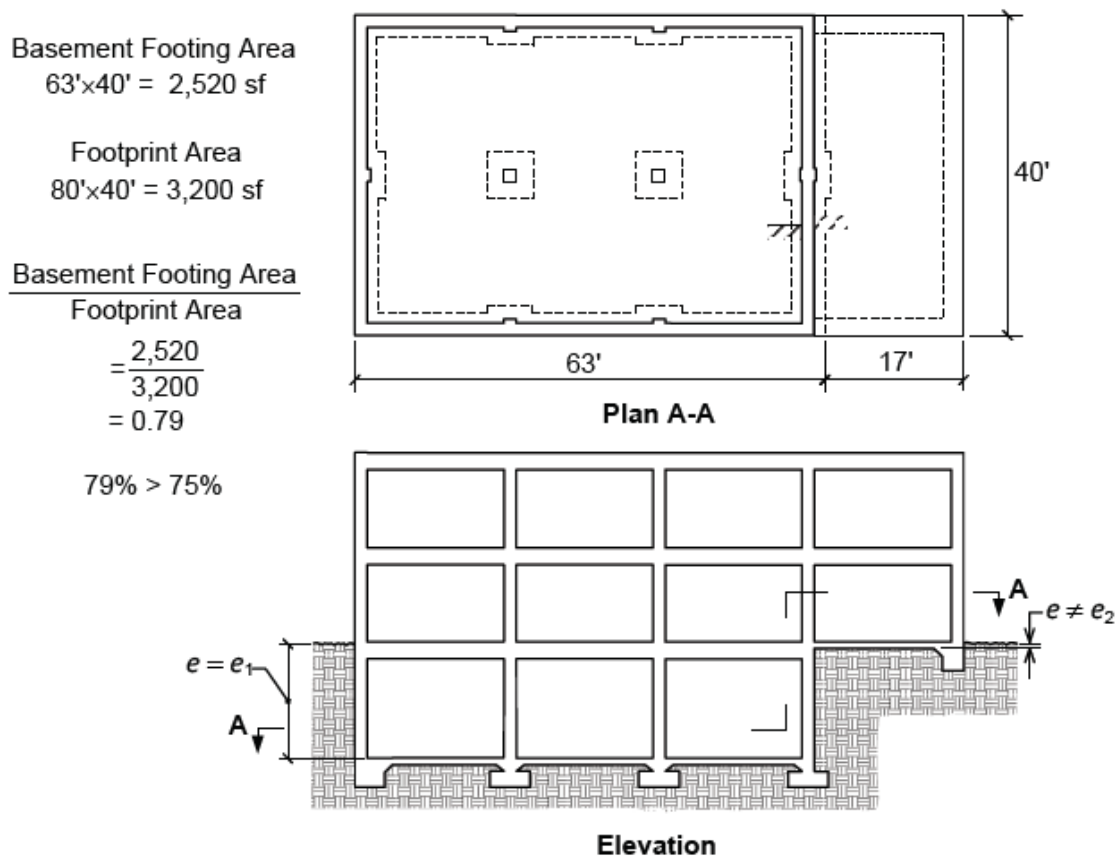 Basement Footing Area
63'×40' = 2,520 sf
Footprint Area
80'×40' = 3,200 sf
Basement Footing Area
Footprint Area
= 2,520
3,200
= 0.79
79% > 75%
40'
63'
17'
Plan A-A
A
e ≠ e₂
e = e₁
A
Elevation